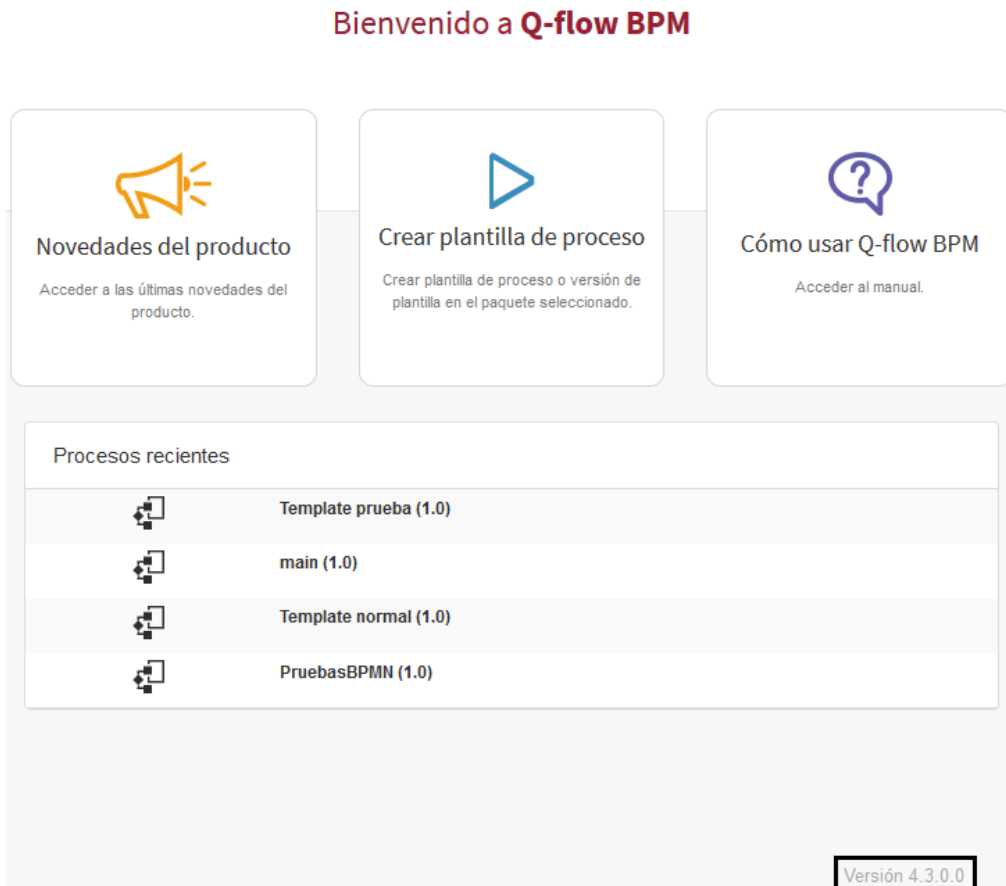 Bienvenido a Q-flow BPM
Novedades del producto
Acceder a las últimas novedades del
producto.
Crear plantilla de proceso
Crear plantilla de proceso o versión de
plantilla en el paquete seleccionado.
Cómo usar Q-flow BPM
Acceder al manual.
Procesos recientes
Template prueba (1.0)
main (1.0)
Template normal (1.0)
PruebasBPMN (1.0)
Versión 4.3.0.0